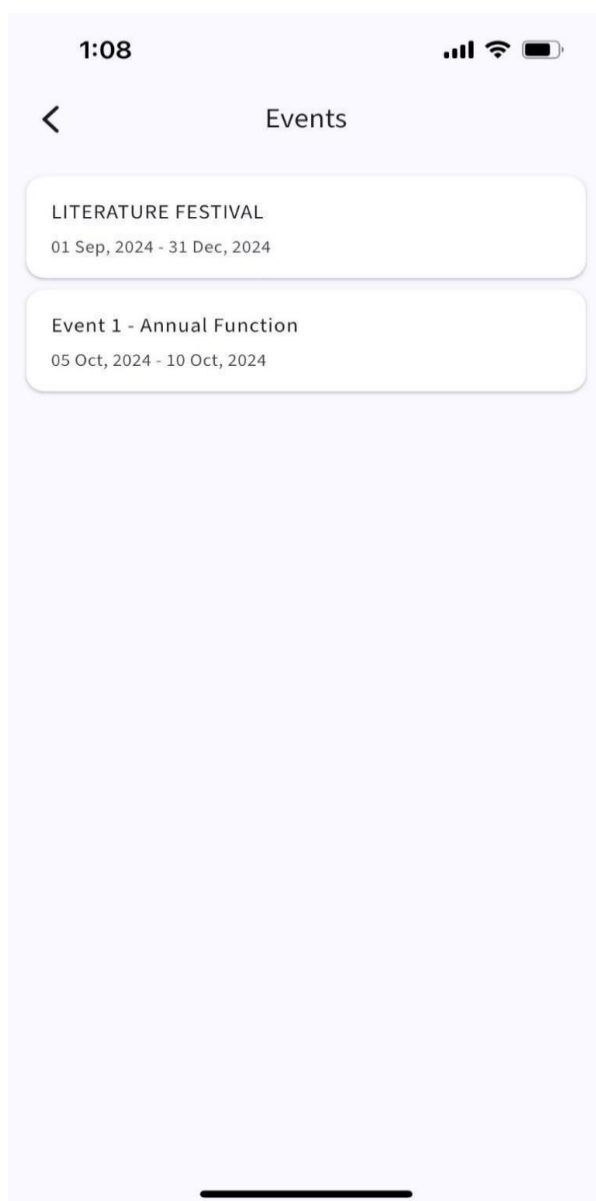 1:08
Events
LITERATURE FESTIVAL
01 Sep, 2024 - 31 Dec, 2024
Event 1 - Annual Function
05 Oct, 2024 - 10 Oct, 2024